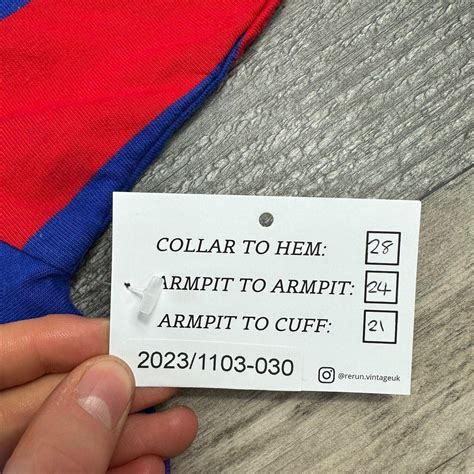 COLLAR TO HEM: 28
ARMPIT TO ARMPIT: 24
ARMPIT TO CUFF: 21
2023/1103-030
@rerun.vintageuk